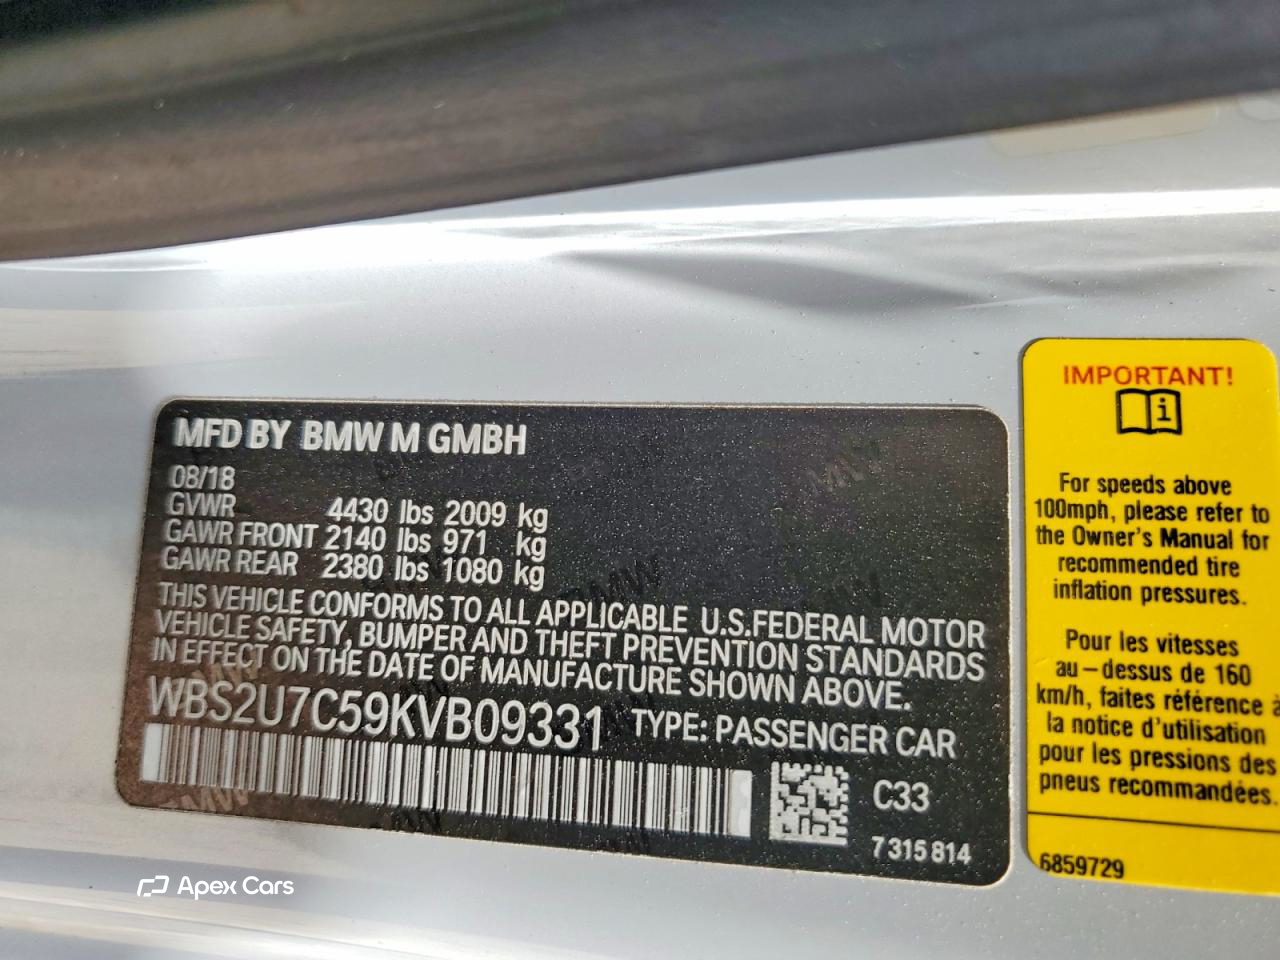 MFD BY BMW M GMBH
08/18
GVWR 4430 lbs 2009 kg
GAWR FRONT 2140 lbs 971 kg
GAWR REAR 2380 lbs 1080 kg
THIS VEHICLE CONFORMS TO ALL APPLICABLE U.S.FEDERAL MOTOR
VEHICLE SAFETY, BUMPER AND THEFT PREVENTION STANDARDS
IN EFFECT ON THE DATE OF MANUFACTURE SHOWN ABOVE.
WBS2U7C59KVB09331 TYPE: PASSENGER CAR
C33
7315814
IMPORTANT!
For speeds above
100mph, please refer to
the Owner's Manual for
recommended tire
inflation pressures.
Pour les vitesses
au-dessus de 160
km/h, faites référence à
la notice d'utilisation
pour les pressions des
pneus recommandées.
6859729
Apex Cars